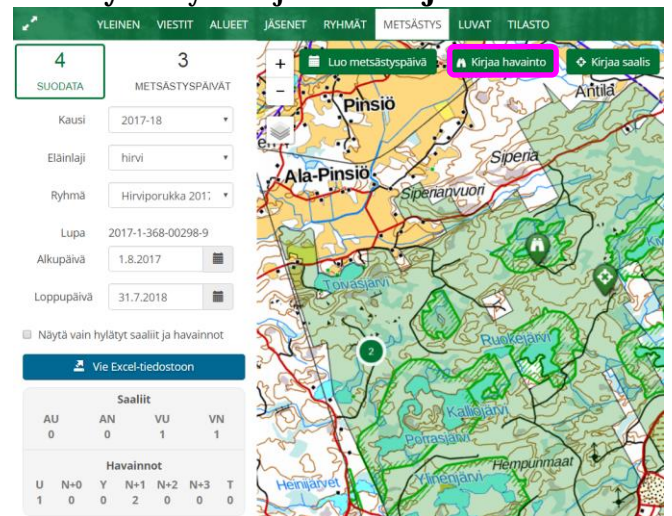 YLEINEN VIESTIT ALUEET JÄSENET RYHMÄT METSÄSTYS LUVAT TILASTO
4 3
SUODATA METSÄSTYSPÄIVÄT
Kausi 2017-18
Eläinlaji hirvi
Ryhmä Hirviporukka 2017
Lupa 2017-1-368-00298-9
Alkupäivä 1.8.2017
Loppupäivä 31.7.2018
Näytä vain hylätyt saaliit ja havainnot
Vie Excel-tiedostoon
Saaliit
AU AN VU VN
0 0 1 1
Havainnot
U N+0 Y N+1 N+2 N+3 T
1 0 0 2 0 0 0
+ Luo metsästyspäivä Kirjaa havainto Kirjaa saalis
-
Antila
Pinsiö
Siperia
Ala-Pinsiö
Siperianvuori
Toivasjärvi
2
Ruokejärvi
Kalliojärvi
Porrasjärvi
Hempunmaat
Heinijärvet
Ylinenjärvi